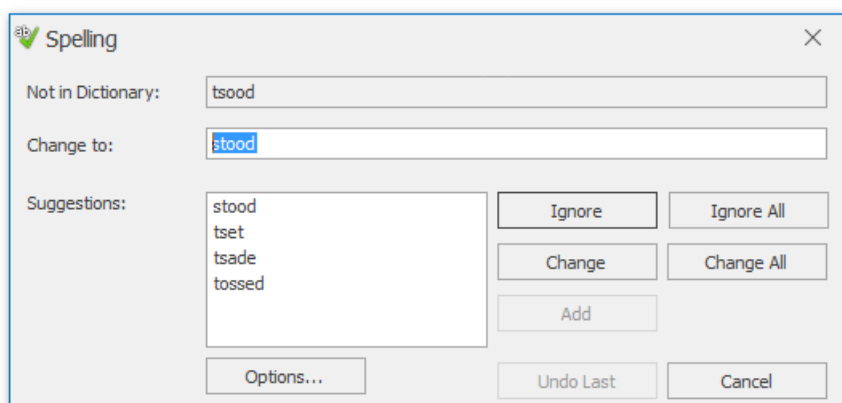 Spelling
Not in Dictionary: tsood
Change to: stood
Suggestions:
stood
tset
tsade
tossed
Ignore Ignore All
Change Change All
Add
Options... Undo Last Cancel